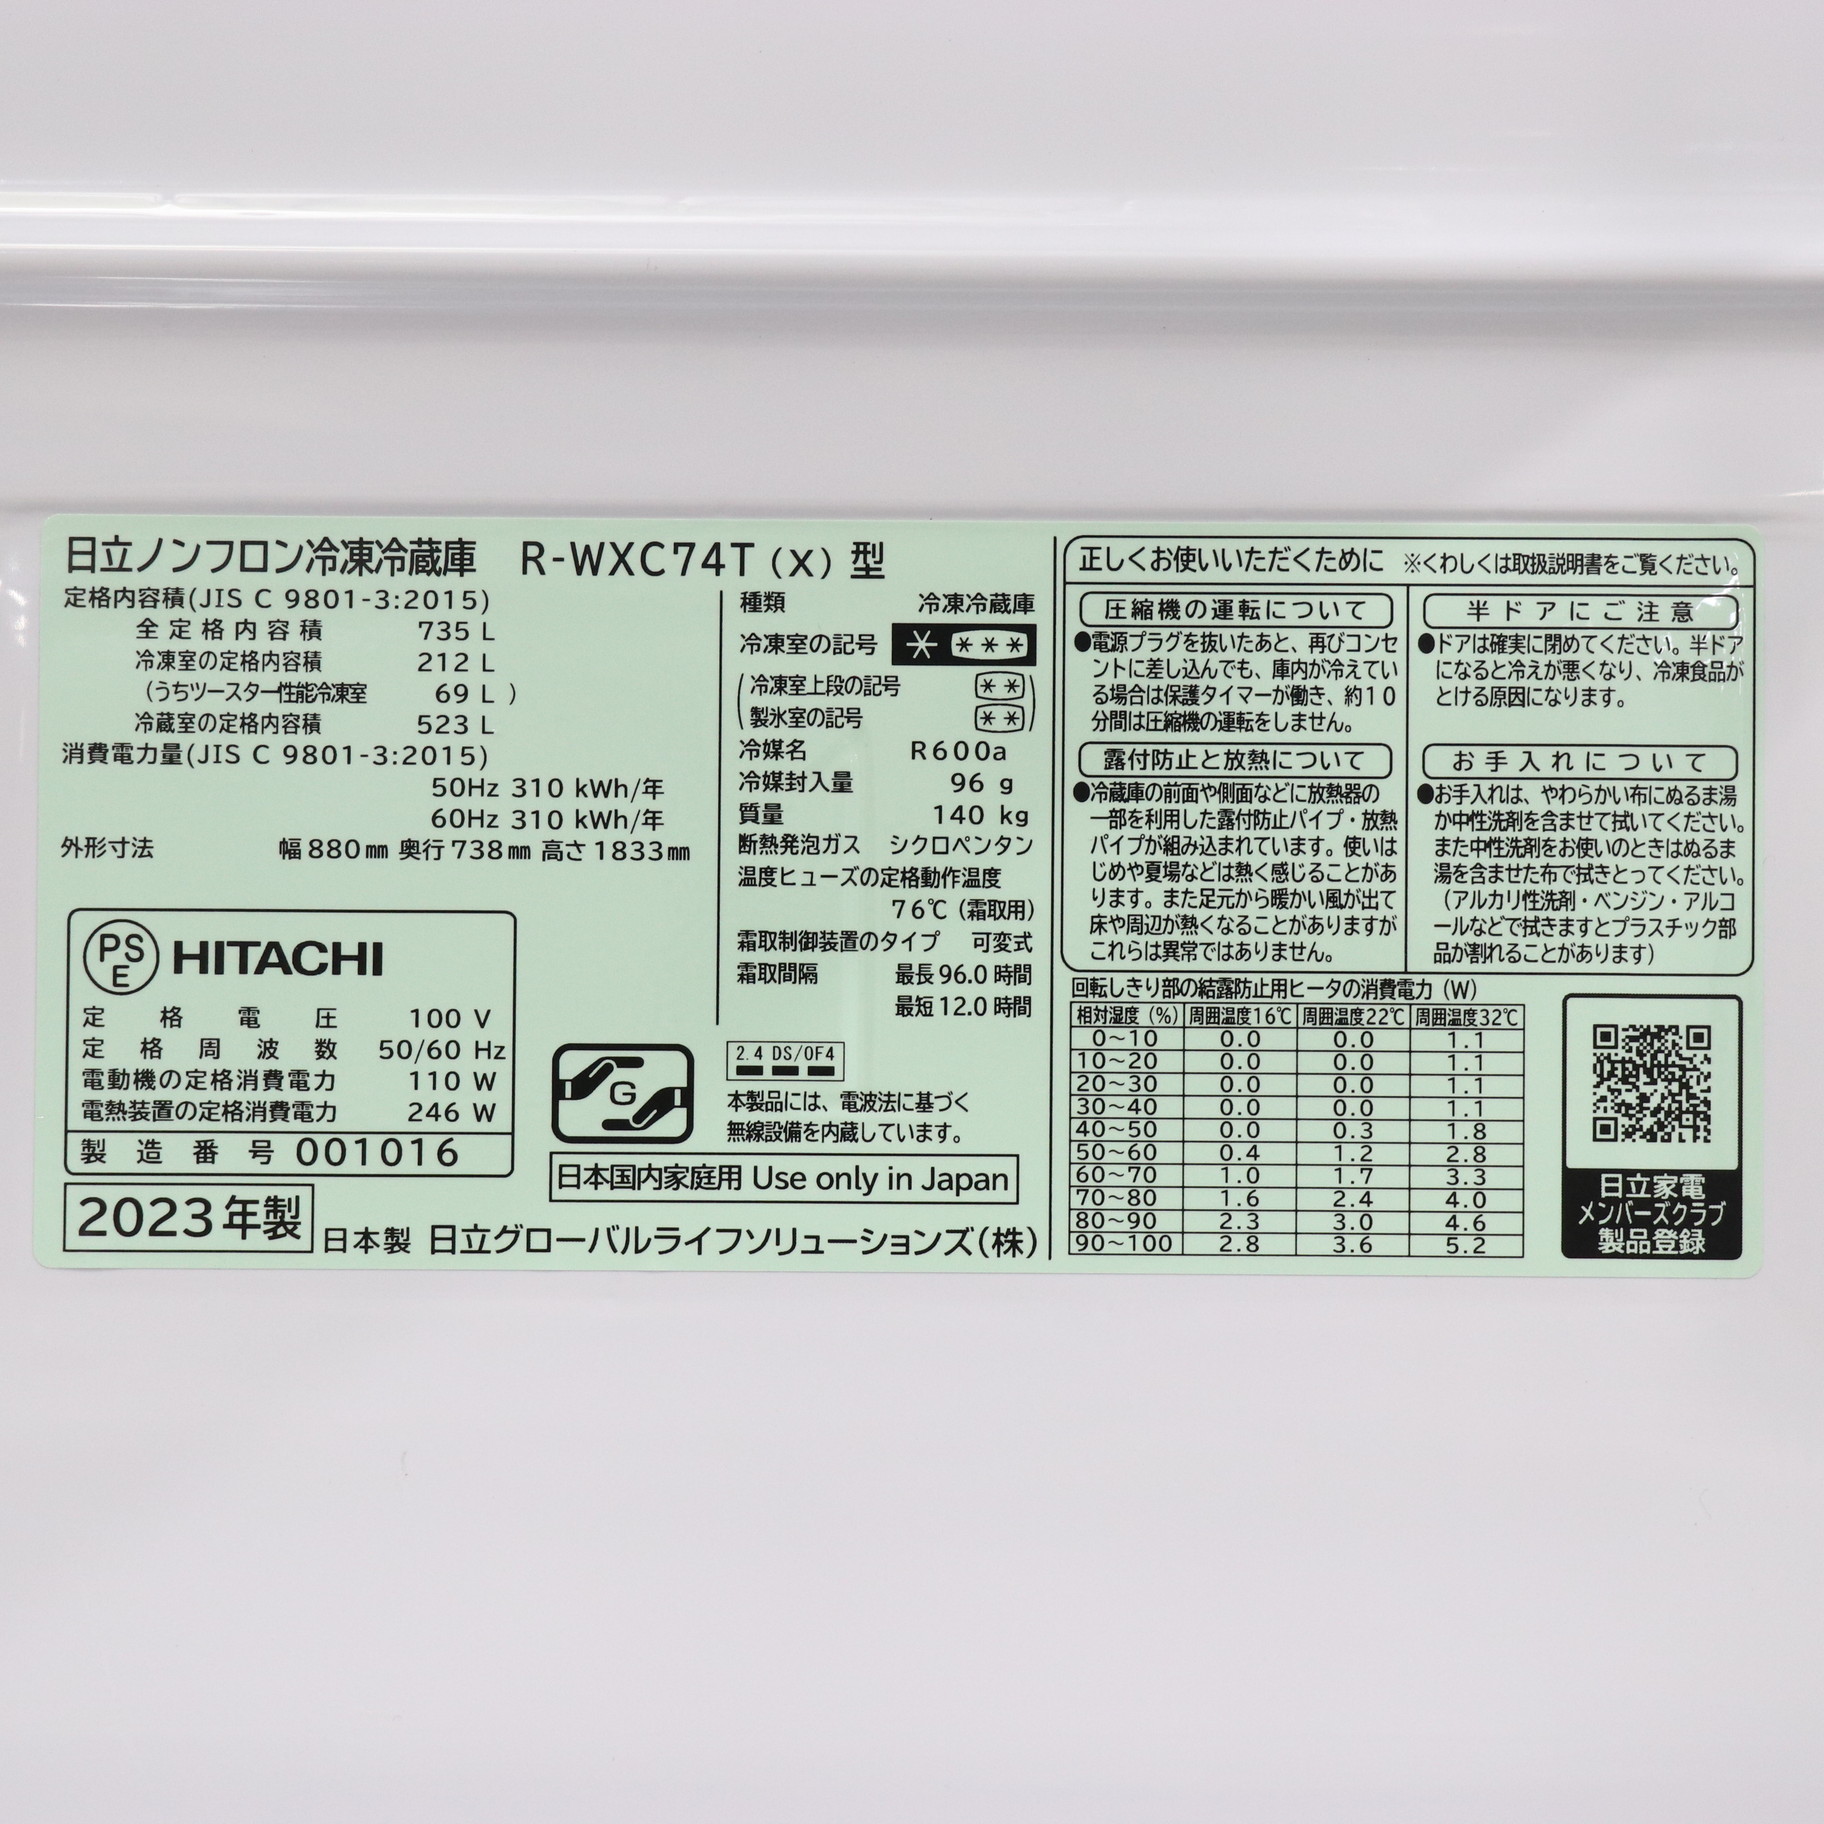 日立ノンフロン冷凍冷蔵庫 R-WXC74T(X)型
定格内容積(JIS C 9801-3:2015)
全定格内容積 735 L
冷凍室の定格内容積 212 L
(うちツースター性能冷凍室 69 L )
冷蔵室の定格内容積 523 L
消費電力量(JIS C 9801-3:2015)
50Hz 310 kWh/年
60Hz 310 kWh/年
外形寸法 幅880㎜ 奥行738㎜ 高さ1833㎜
PS
E
HITACHI
定格電圧 100 V
定格周波数 50/60 Hz
電動機の定格消費電力 110 W
電熱装置の定格消費電力 246 W
製造番号 001016
2023年製
日本製 日立グローバルライフソリューションズ(株)
種類 冷凍冷蔵庫
冷凍室の記号 * ***
冷凍室上段の記号 **
製氷室の記号 **
冷媒名 R600a
冷媒封入量 96 g
質量 140 kg
断熱発泡ガス シクロペンタン
温度ヒューズの定格動作温度
76℃(霜取用)
霜取制御装置のタイプ 可変式
霜取間隔 最長96.0時間
最短12.0時間
G
2.4 DS/OF4
本製品には、電波法に基づく
無線設備を内蔵しています。
日本国内家庭用 Use only in Japan
正しくお使いいただくために ※くわしくは取扱説明書をご覧ください。
圧縮機の運転について
●電源プラグを抜いたあと、再びコンセ
ントに差し込んでも、庫内が冷えてい
る場合は保護タイマーが働き、約10
分間は圧縮機の運転をしません。
露付防止と放熱について
●冷蔵庫の前面や側面などに放熱器の
一部を利用した露付防止パイプ・放熱
パイプが組み込まれています。使いは
じめや夏場などは熱く感じることがあ
ります。また足元から暖かい風が出て
床や周辺が熱くなることがありますが
これらは異常ではありません。
半ドアにご注意
●ドアは確実に閉めてください。半ドア
になると冷えが悪くなり、冷凍食品が
とける原因になります。
お手入れについて
●お手入れは、やわらかい布にぬるま湯
か中性洗剤を含ませて拭いてください。
また中性洗剤をお使いのときはぬるま
湯を含ませた布で拭きとってください。
(アルカリ性洗剤・ベンジン・アルコ
ールなどで拭きますとプラスチック部
品が割れることがあります)
回転しきり部の結露防止用ヒータの消費電力(W)
相対湿度(%) 周囲温度16℃ 周囲温度22℃ 周囲温度32℃
0～10 0.0 0.0 1.1
10～20 0.0 0.0 1.1
20～30 0.0 0.0 1.1
30～40 0.0 0.0 1.1
40～50 0.0 0.3 1.8
50～60 0.4 1.2 2.8
60～70 1.0 1.7 3.3
70～80 1.6 2.4 4.0
80～90 2.3 3.0 4.6
90～100 2.8 3.6 5.2
日立家電
メンバーズクラブ
製品登録